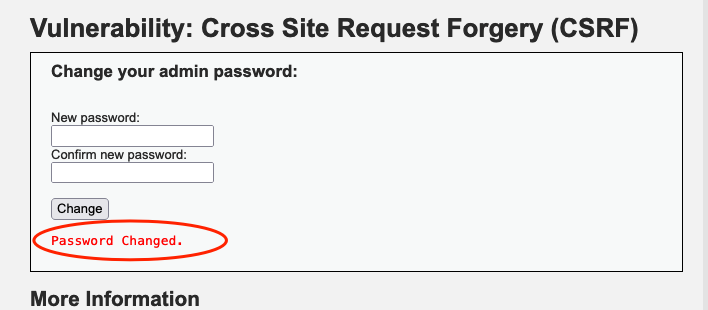 Vulnerability: Cross Site Request Forgery (CSRF)
Change your admin password:
New password:
Confirm new password:
Change
Password Changed.
More Information